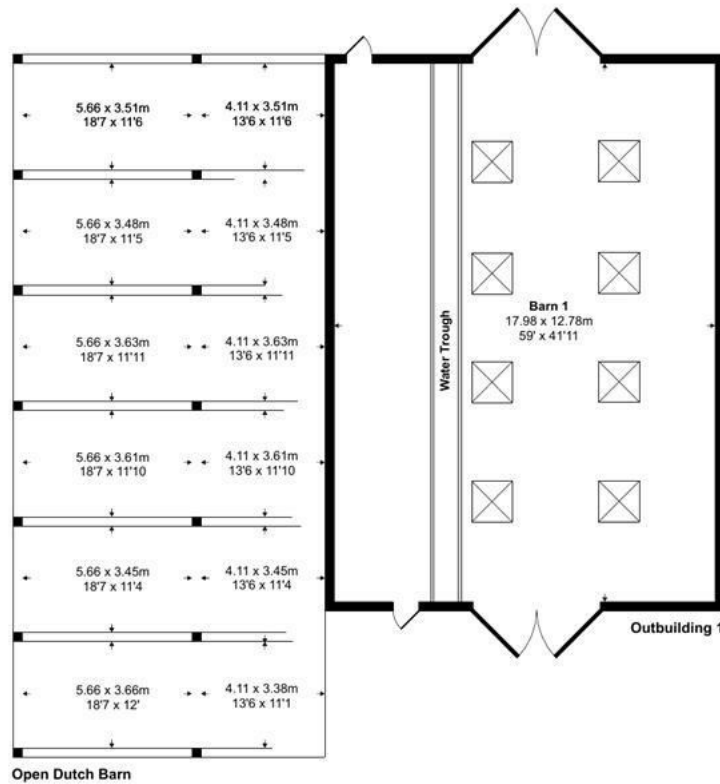 5.66 x 3.51m
18'7 x 11'6
4.11 x 3.51m
13'6 x 11'6
5.66 x 3.48m
18'7 x 11'5
4.11 x 3.48m
13'6 x 11'5
5.66 x 3.63m
18'7 x 11'11
4.11 x 3.63m
13'6 x 11'11
5.66 x 3.61m
18'7 x 11'10
4.11 x 3.61m
13'6 x 11'10
5.66 x 3.45m
18'7 x 11'4
4.11 x 3.45m
13'6 x 11'4
5.66 x 3.66m
18'7 x 12'
4.11 x 3.38m
13'6 x 11'1
Open Dutch Barn
Water Trough
Barn 1
17.98 x 12.78m
59' x 41'11
Outbuilding 1